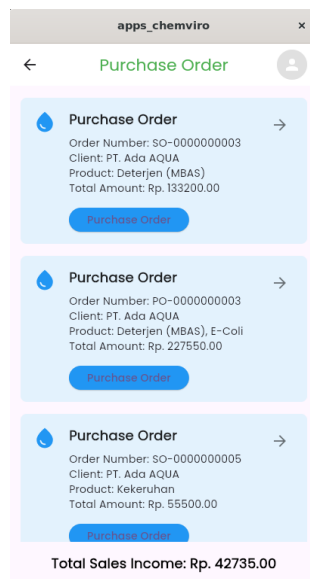 apps_chemviro
×
Purchase Order
Purchase Order
Order Number: SO-0000000003
Client: PT. Ada AQUA
Product: Deterjen (MBAS)
Total Amount: Rp. 133200.00
Purchase Order
Purchase Order
Order Number: PO-0000000003
Client: PT. Ada AQUA
Product: Deterjen (MBAS), E-Coli
Total Amount: Rp. 227550.00
Purchase Order
Purchase Order
Order Number: SO-0000000005
Client: PT. Ada AQUA
Product: Kekeruhan
Total Amount: Rp. 55500.00
Purchase Order
Total Sales Income: Rp. 42735.00